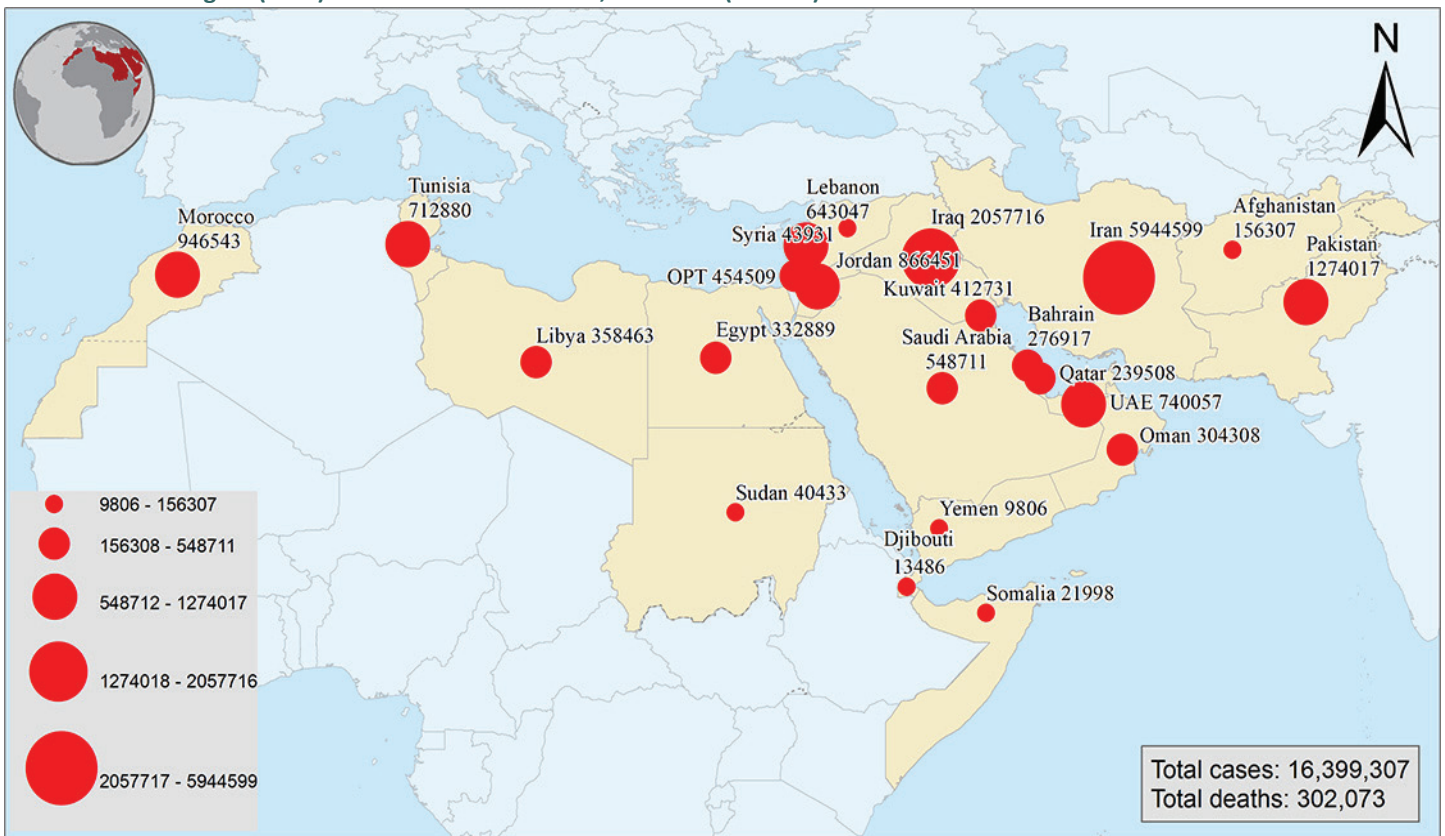 N
Tunisia
712880
Morocco
946543
Lebanon
643047
Syria 43931
Iraq 2057716
Iran 5944599
Afghanistan
156307
Pakistan
1274017
OPT 454509
Jordan 866451
Kuwait 412731
Bahrain
276917
Libya 358463
Egypt 332889
Saudi Arabia
548711
Qatar 239508
UAE 740057
Oman 304308
Sudan 40433
Yemen 9806
Djibouti
13486
Somalia 21998
9806 - 156307
156308 - 548711
548712 - 1274017
1274018 - 2057716
2057717 - 5944599
Total cases: 16,399,307
Total deaths: 302,073